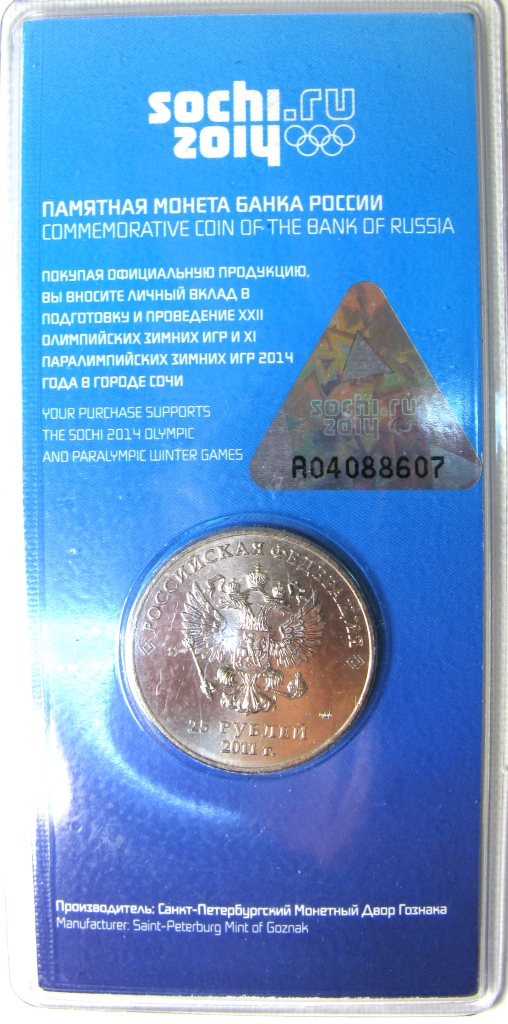 sochi.ru
2014
ПАМЯТНАЯ МОНЕТА БАНКА РОССИИ
COMMEMORATIVE COIN OF THE BANK OF RUSSIA
ПОКУПАЯ ОФИЦИАЛЬНУЮ ПРОДУКЦИЮ,
ВЫ ВНОСИТЕ ЛИЧНЫЙ ВКЛАД В
ПОДГОТОВКУ И ПРОВЕДЕНИЕ XXII
ОЛИМПИЙСКИХ ЗИМНИХ ИГР И XI
ПАРАЛИМПИЙСКИХ ЗИМНИХ ИГР 2014
ГОДА В ГОРОДЕ СОЧИ
YOUR PURCHASE SUPPORTS
THE SOCHI 2014 OLYMPIC
AND PARALYMPIC WINTER GAMES
sochi.ru
2014
A04088607
РОССИЙСКАЯ ФЕДЕРАЦИЯ
25 РУБЛЕЙ
2011 г.
Производитель: Санкт-Петербургский Монетный Двор Гознака
Manufacturer: Saint-Peterburg Mint of Goznak